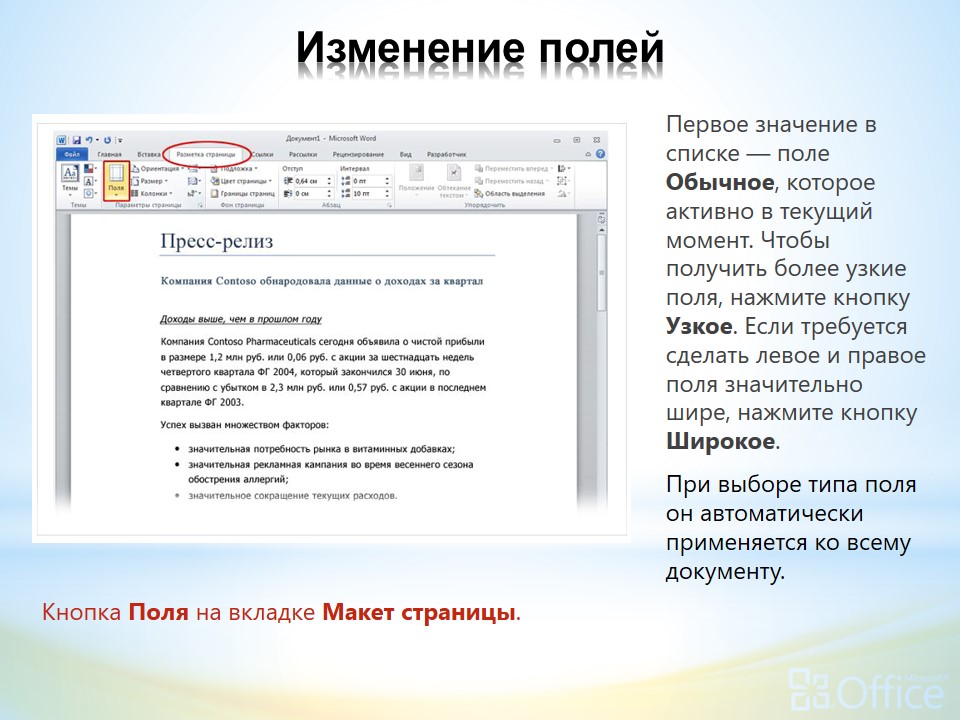 Изменение полей
Документ1 - Microsoft Word
Файл Главная Вставка Разметка страницы Ссылки Рассылки Рецензирование Вид Разработчик
Темы
Поля
Ориентация
Размер
Колонки
Подложка
Цвет страницы
Границы страниц
Отступ
0,64 см
0 см
Интервал
0 пт
10 пт
Положение
Обтекание текстом
Переместить вперед
Переместить назад
Область выделения
Темы Параметры страницы Фон страницы Абзац Упорядочить
Пресс-релиз
Компания Contoso обнародовала данные о доходах за квартал
Доходы выше, чем в прошлом году
Компания Contoso Pharmaceuticals сегодня объявила о чистой прибыли
в размере 1,2 млн руб. или 0,06 руб. с акции за шестнадцать недель
четвертого квартала ФГ 2004, который закончился 30 июня, по
сравнению с убытком в 2,3 млн руб. или 0,57 руб. с акции в последнем
квартале ФГ 2003.
Успех вызван множеством факторов:
• значительная потребность рынка в витаминных добавках;
• значительная рекламная кампания во время весеннего сезона
обострения аллергий;
• значительное сокращение текущих расходов.
Первое значение в
списке — поле
Обычное, которое
активно в текущий
момент. Чтобы
получить более узкие
поля, нажмите кнопку
Узкое. Если требуется
сделать левое и правое
поля значительно
шире, нажмите кнопку
Широкое.
При выборе типа поля
он автоматически
применяется ко всему
документу.
Кнопка Поля на вкладке Макет страницы.
Microsoft
Office